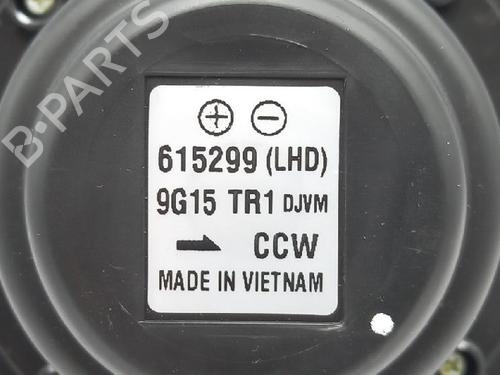 B-PARTS
615299 (LHD)
9G15 TR1 DJVM
CCW
MADE IN VIETNAM